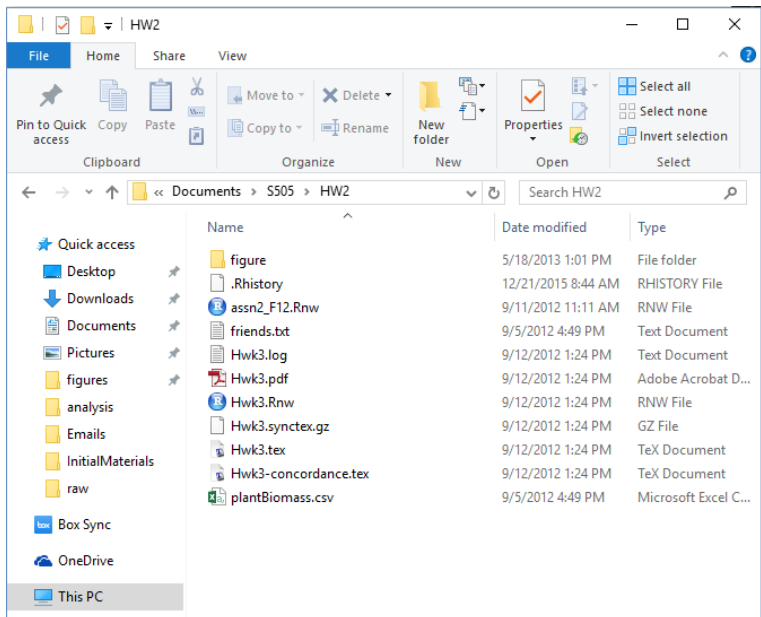 HW2
File Home Share View
Pin to Quick access Copy Paste
Move to Delete
Copy to Rename
New folder
Properties
Select all
Select none
Invert selection
Clipboard Organize New Open Select
« Documents > S505 > HW2 Search HW2
Name Date modified Type
Quick access
Desktop
Downloads
Documents
Pictures
figures
analysis
Emails
InitialMaterials
raw
box Box Sync
OneDrive
This PC
figure 5/18/2013 1:01 PM File folder
.Rhistory 12/21/2015 8:44 AM RHISTORY File
assn2_F12.Rnw 9/11/2012 11:11 AM RNW File
friends.txt 9/5/2012 4:49 PM Text Document
Hwk3.log 9/12/2012 1:24 PM Text Document
Hwk3.pdf 9/12/2012 1:24 PM Adobe Acrobat D...
Hwk3.Rnw 9/12/2012 1:24 PM RNW File
Hwk3.synctex.gz 9/12/2012 1:24 PM GZ File
Hwk3.tex 9/12/2012 1:24 PM TeX Document
Hwk3-concordance.tex 9/12/2012 1:24 PM TeX Document
plantBiomass.csv 9/5/2012 4:49 PM Microsoft Excel C...